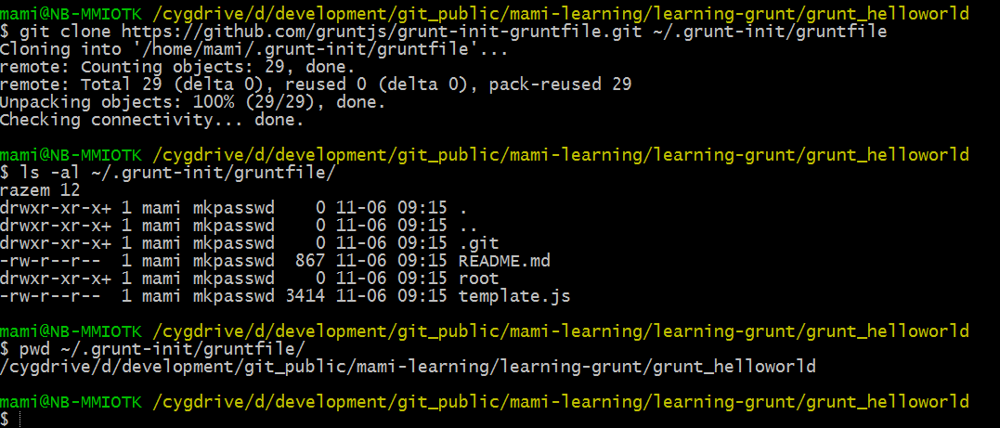 mami@NB-MMIOTK /cygdrive/d/development/git_public/mami-learning/learning-grunt/grunt_helloworld
$ git clone https://github.com/gruntjs/grunt-init-gruntfile.git ~/.grunt-init/gruntfile
Cloning into '/home/mami/.grunt-init/gruntfile'...
remote: Counting objects: 29, done.
remote: Total 29 (delta 0), reused 0 (delta 0), pack-reused 29
Unpacking objects: 100% (29/29), done.
Checking connectivity... done.

mami@NB-MMIOTK /cygdrive/d/development/git_public/mami-learning/learning-grunt/grunt_helloworld
$ ls -al ~/.grunt-init/gruntfile/
razem 12
drwxr-xr-x+ 1 mami mkpasswd    0 11-06 09:15 .
drwxr-xr-x+ 1 mami mkpasswd    0 11-06 09:15 ..
drwxr-xr-x+ 1 mami mkpasswd    0 11-06 09:15 .git
-rw-r--r--  1 mami mkpasswd  867 11-06 09:15 README.md
drwxr-xr-x+ 1 mami mkpasswd    0 11-06 09:15 root
-rw-r--r--  1 mami mkpasswd 3414 11-06 09:15 template.js

mami@NB-MMIOTK /cygdrive/d/development/git_public/mami-learning/learning-grunt/grunt_helloworld
$ pwd ~/.grunt-init/gruntfile/
/cygdrive/d/development/git_public/mami-learning/learning-grunt/grunt_helloworld

mami@NB-MMIOTK /cygdrive/d/development/git_public/mami-learning/learning-grunt/grunt_helloworld
$